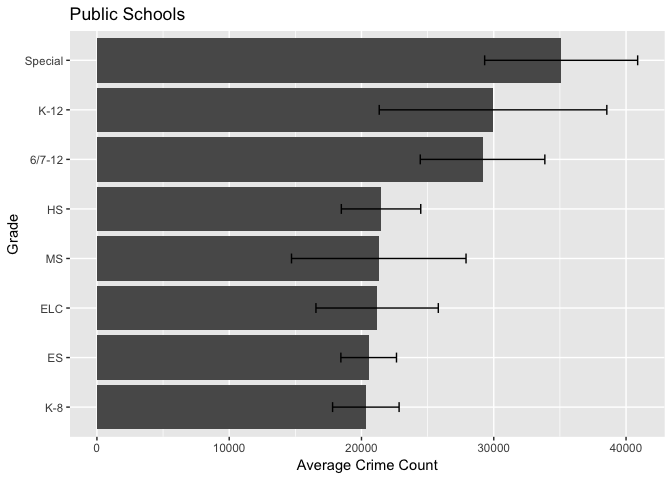 Public Schools
Grade
Special
K-12
6/7-12
HS
MS
ELC
ES
K-8
0 10000 20000 30000 40000
Average Crime Count